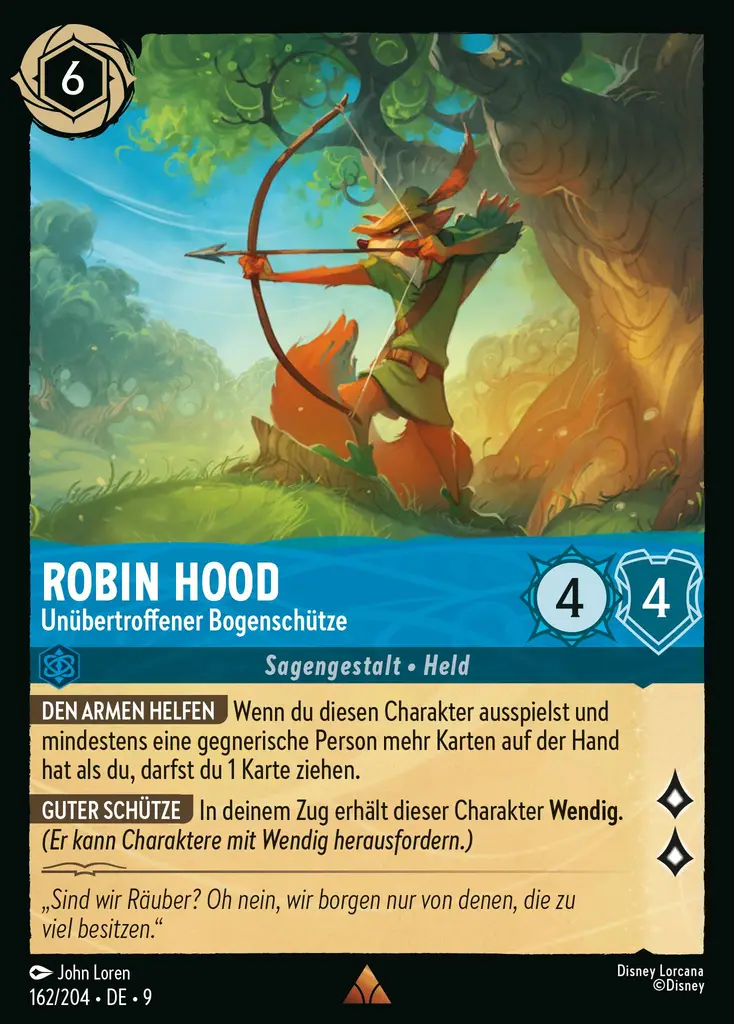 6
ROBIN HOOD
Unübertroffener Bogenschütze
4
4
Sagengestalt • Held
DEN ARMEN HELFEN Wenn du diesen Charakter ausspielst und
mindestens eine gegnerische Person mehr Karten auf der Hand
hat als du, darfst du 1 Karte ziehen.
GUTER SCHÜTZE In deinem Zug erhält dieser Charakter Wendig.
(Er kann Charaktere mit Wendig herausfordern.)
„Sind wir Räuber? Oh nein, wir borgen nur von denen, die zu
viel besitzen.“
John Loren
162/204 • DE • 9
Disney Lorcana
©Disney